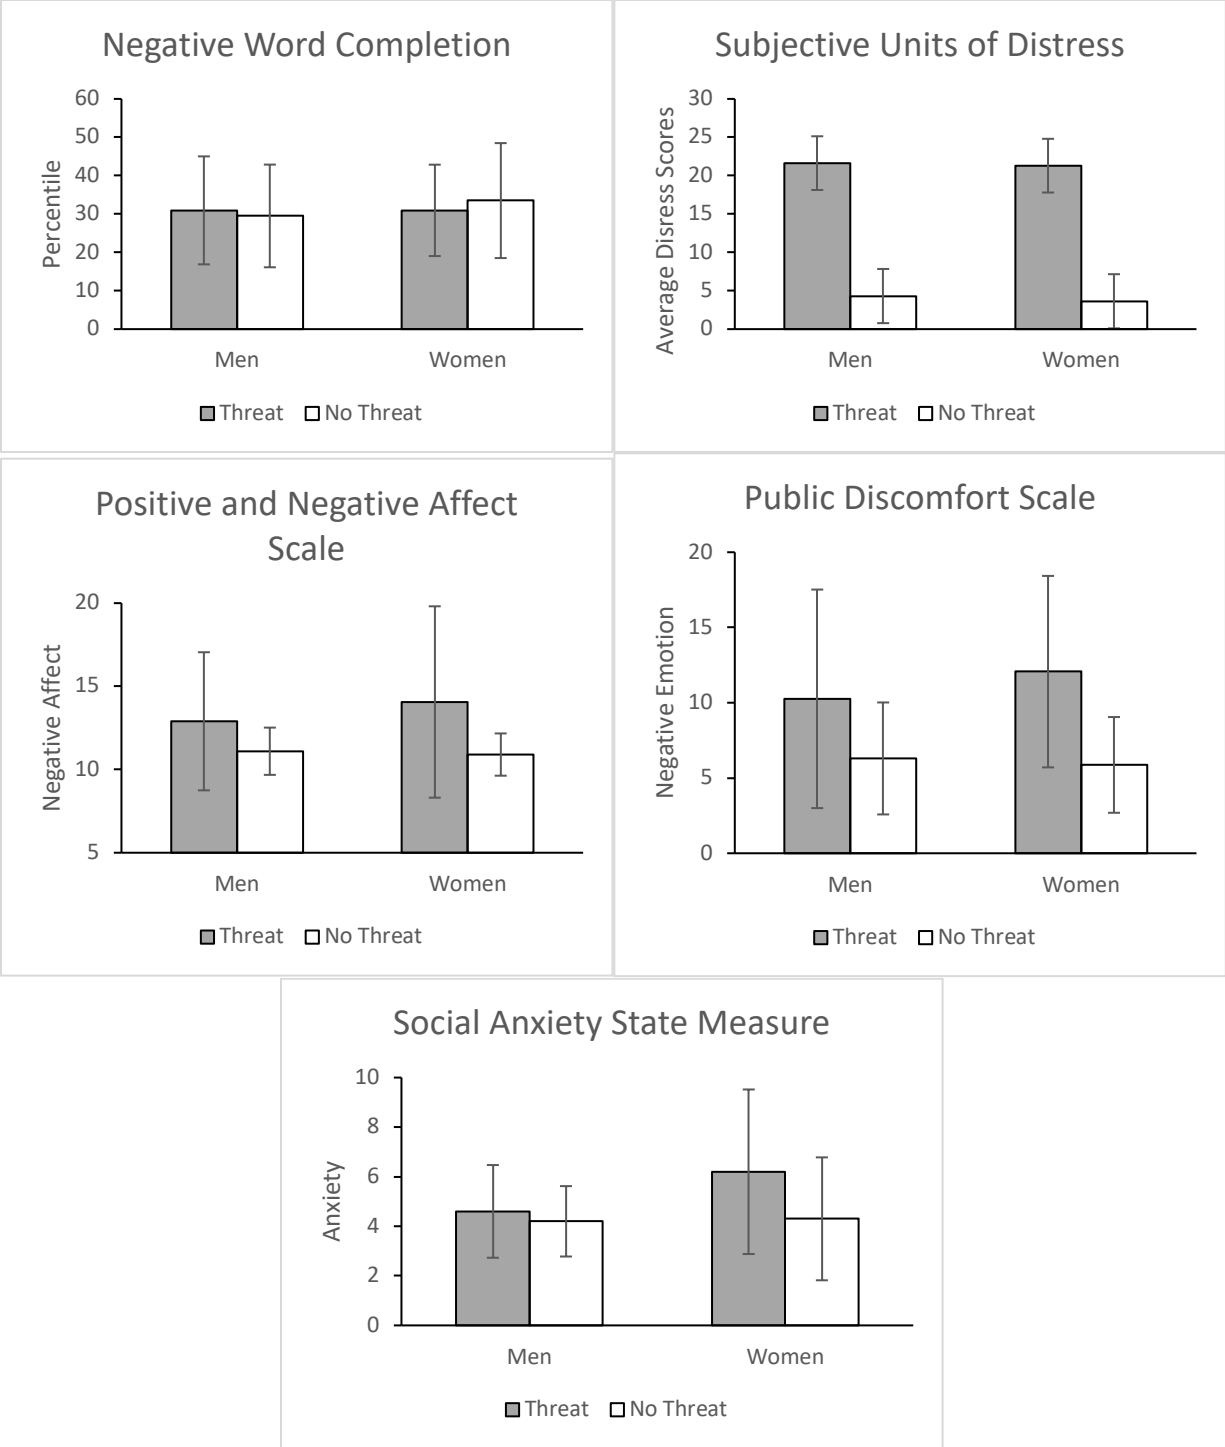 Negative Word Completion
Percentile
60
50
40
30
20
10
0
Men Women
Threat No Threat
Subjective Units of Distress
Average Disress Scores
30
25
20
15
10
5
0
Men Women
Threat No Threat
Positive and Negative Affect
Scale
Negative Affect
20
15
10
5
Men Women
Threat No Threat
Public Discomfort Scale
Negative Emotion
20
15
10
5
0
Men Women
Threat No Threat
Social Anxiety State Measure
Anxiety
10
8
6
4
2
0
Men Women
Threat No Threat